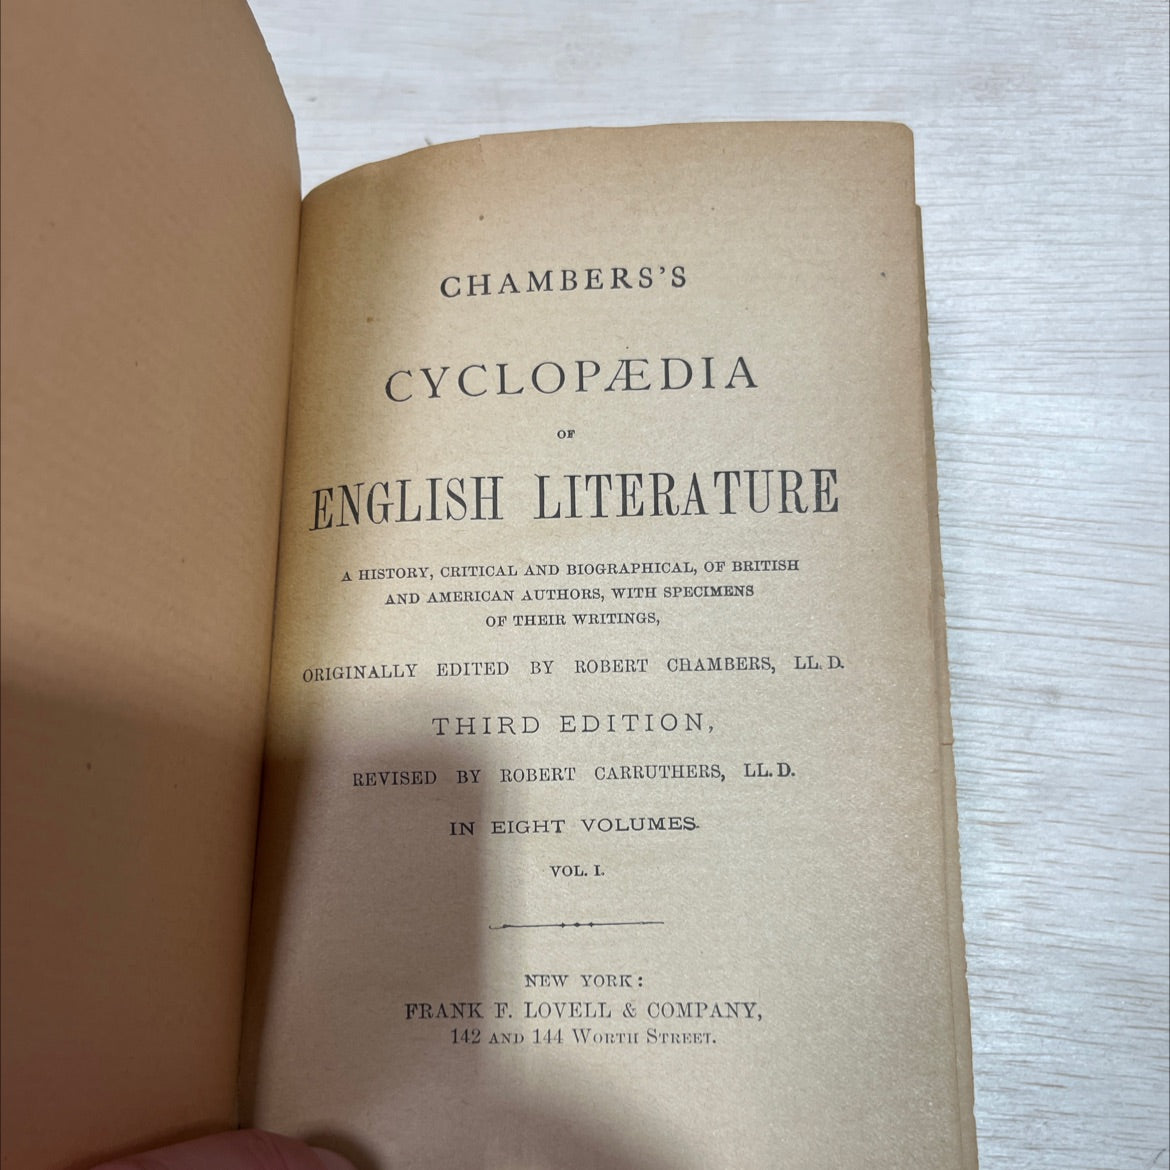 CHAMBERS'S
CYCLOPÆDIA
OF
ENGLISH LITERATURE
A HISTORY, CRITICAL AND BIOGRAPHICAL, OF BRITISH
AND AMERICAN AUTHORS, WITH SPECIMENS
OF THEIR WRITINGS,
ORIGINALLY EDITED BY ROBERT CHAMBERS, LL. D.
THIRD EDITION,
REVISED BY ROBERT CARRUTHERS, LL. D.
IN EIGHT VOLUMES.
VOL. I.
NEW YORK:
FRANK F. LOVELL & COMPANY,
142 AND 144 WORTH STREET.